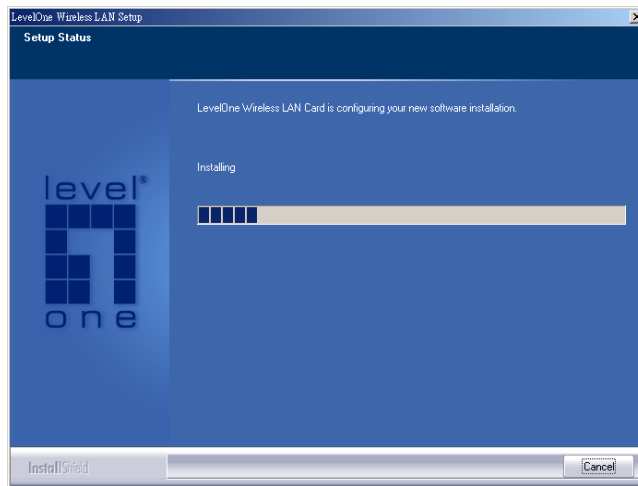 LevelOne Wireless LAN Setup
Setup Status
LevelOne Wireless LAN Card is configuring your new software installation.
Installing
level®
one
InstallShield
Cancel